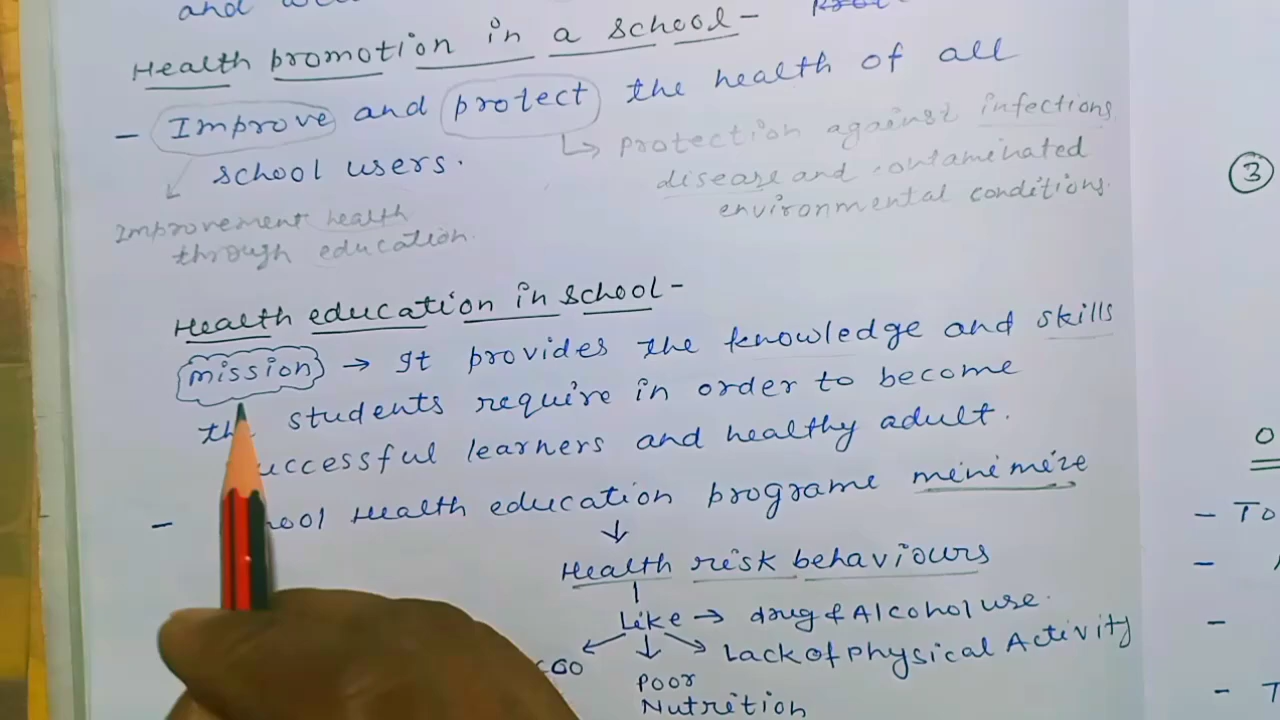 and
Health promotion in a school -
- Improve and protect the health of all
school users.
↳ Protection against infections
disease and contaminated
environmental conditions.
Improvement health
through education.
3
Health education in school -
mission → It provides the knowledge and skills
the students require in order to become
successful learners and healthy adult.
- School Health education programe minimize
↓
Health risk behaviours
Like → drug & Alcohol use.
Lack of Physical Activity
Poor
Nutrition
- To
-
-
- T